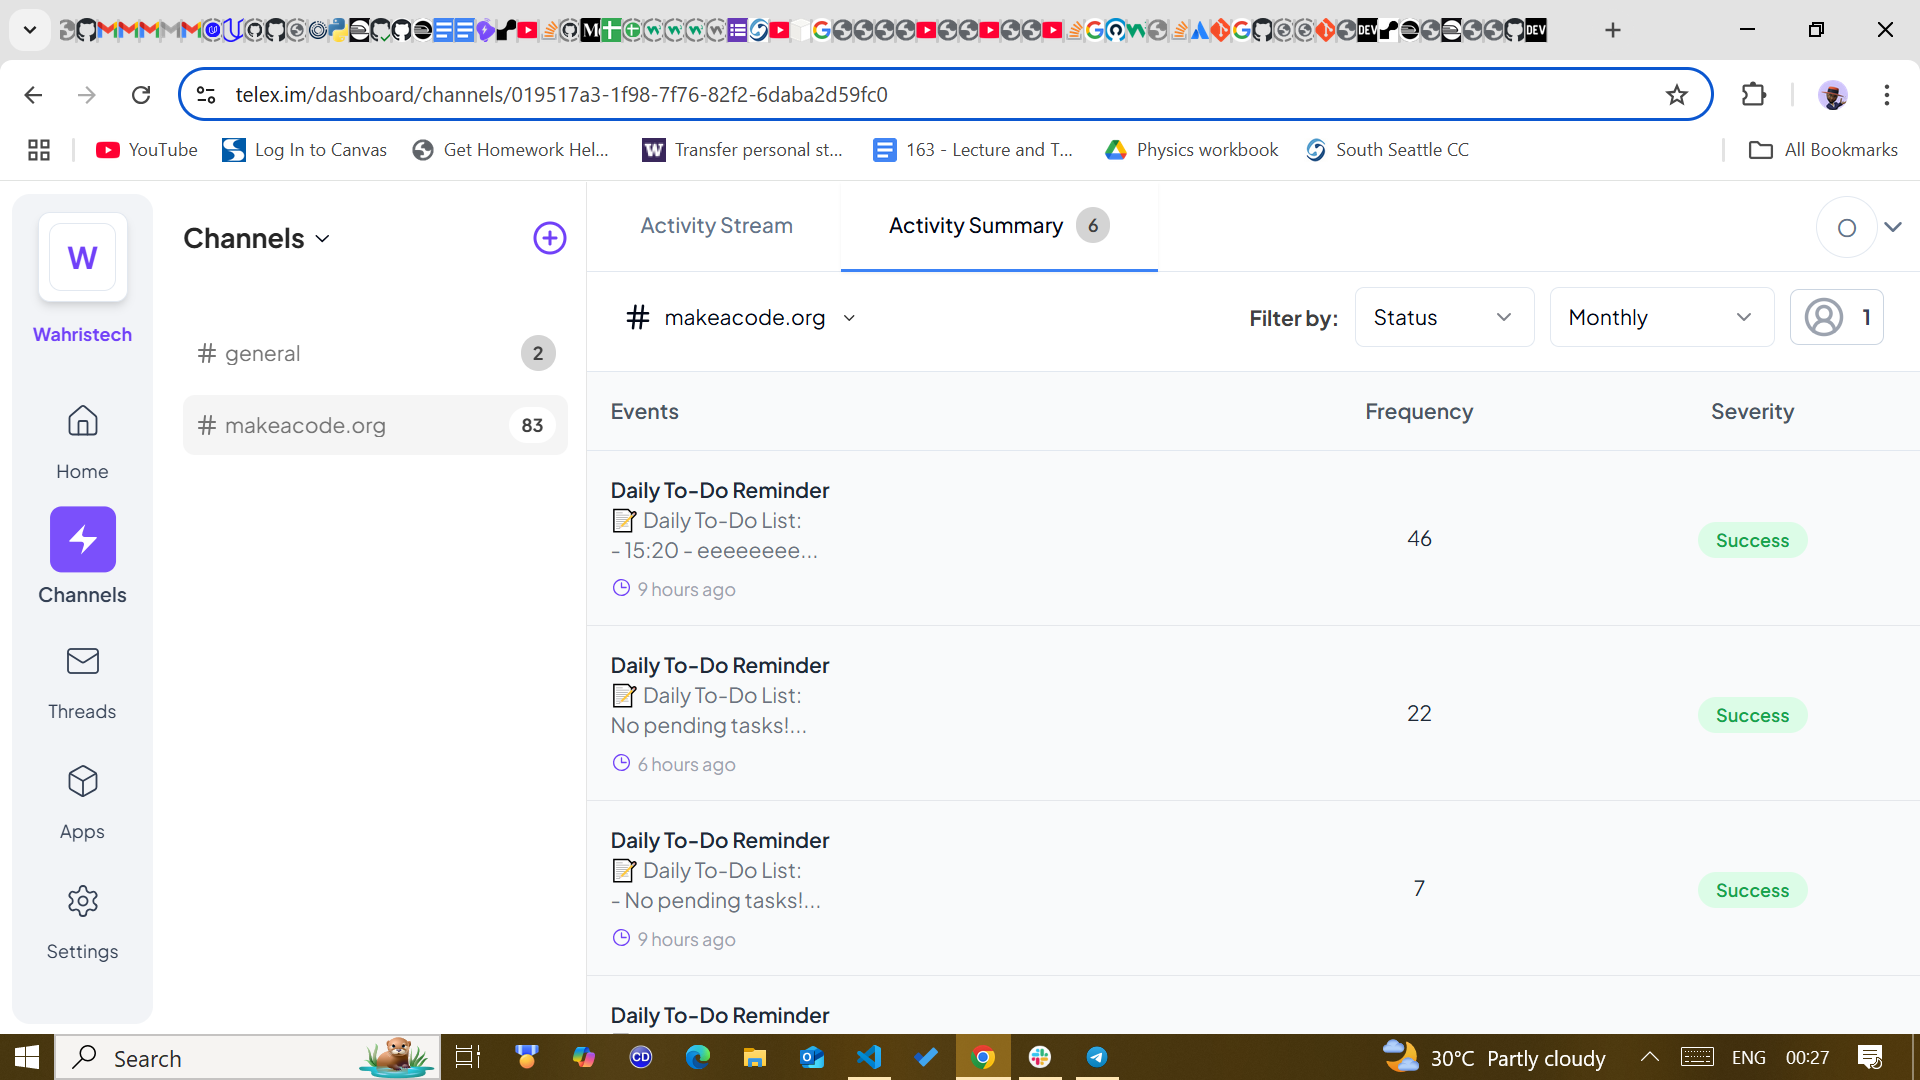 telex.im/dashboard/channels/019517a3-1f98-7f76-82f2-6daba2d59fc0
YouTube
Log In to Canvas
Get Homework Hel...
Transfer personal st...
163 - Lecture and T...
Physics workbook
South Seattle CC
All Bookmarks
W
Wahristech
Home
Channels
Threads
Apps
Settings
Channels
# general 2
# makeacode.org 83
Activity Stream
Activity Summary 6
O
# makeacode.org
Filter by:
Status
Monthly
1
Events Frequency Severity
Daily To-Do Reminder
📝 Daily To-Do List:
- 15:20 - eeeeeeee...
9 hours ago
46
Success
Daily To-Do Reminder
📝 Daily To-Do List:
No pending tasks!...
6 hours ago
22
Success
Daily To-Do Reminder
📝 Daily To-Do List:
- No pending tasks!...
9 hours ago
7
Success
Daily To-Do Reminder
Search
CD
30°C Partly cloudy
ENG
00:27